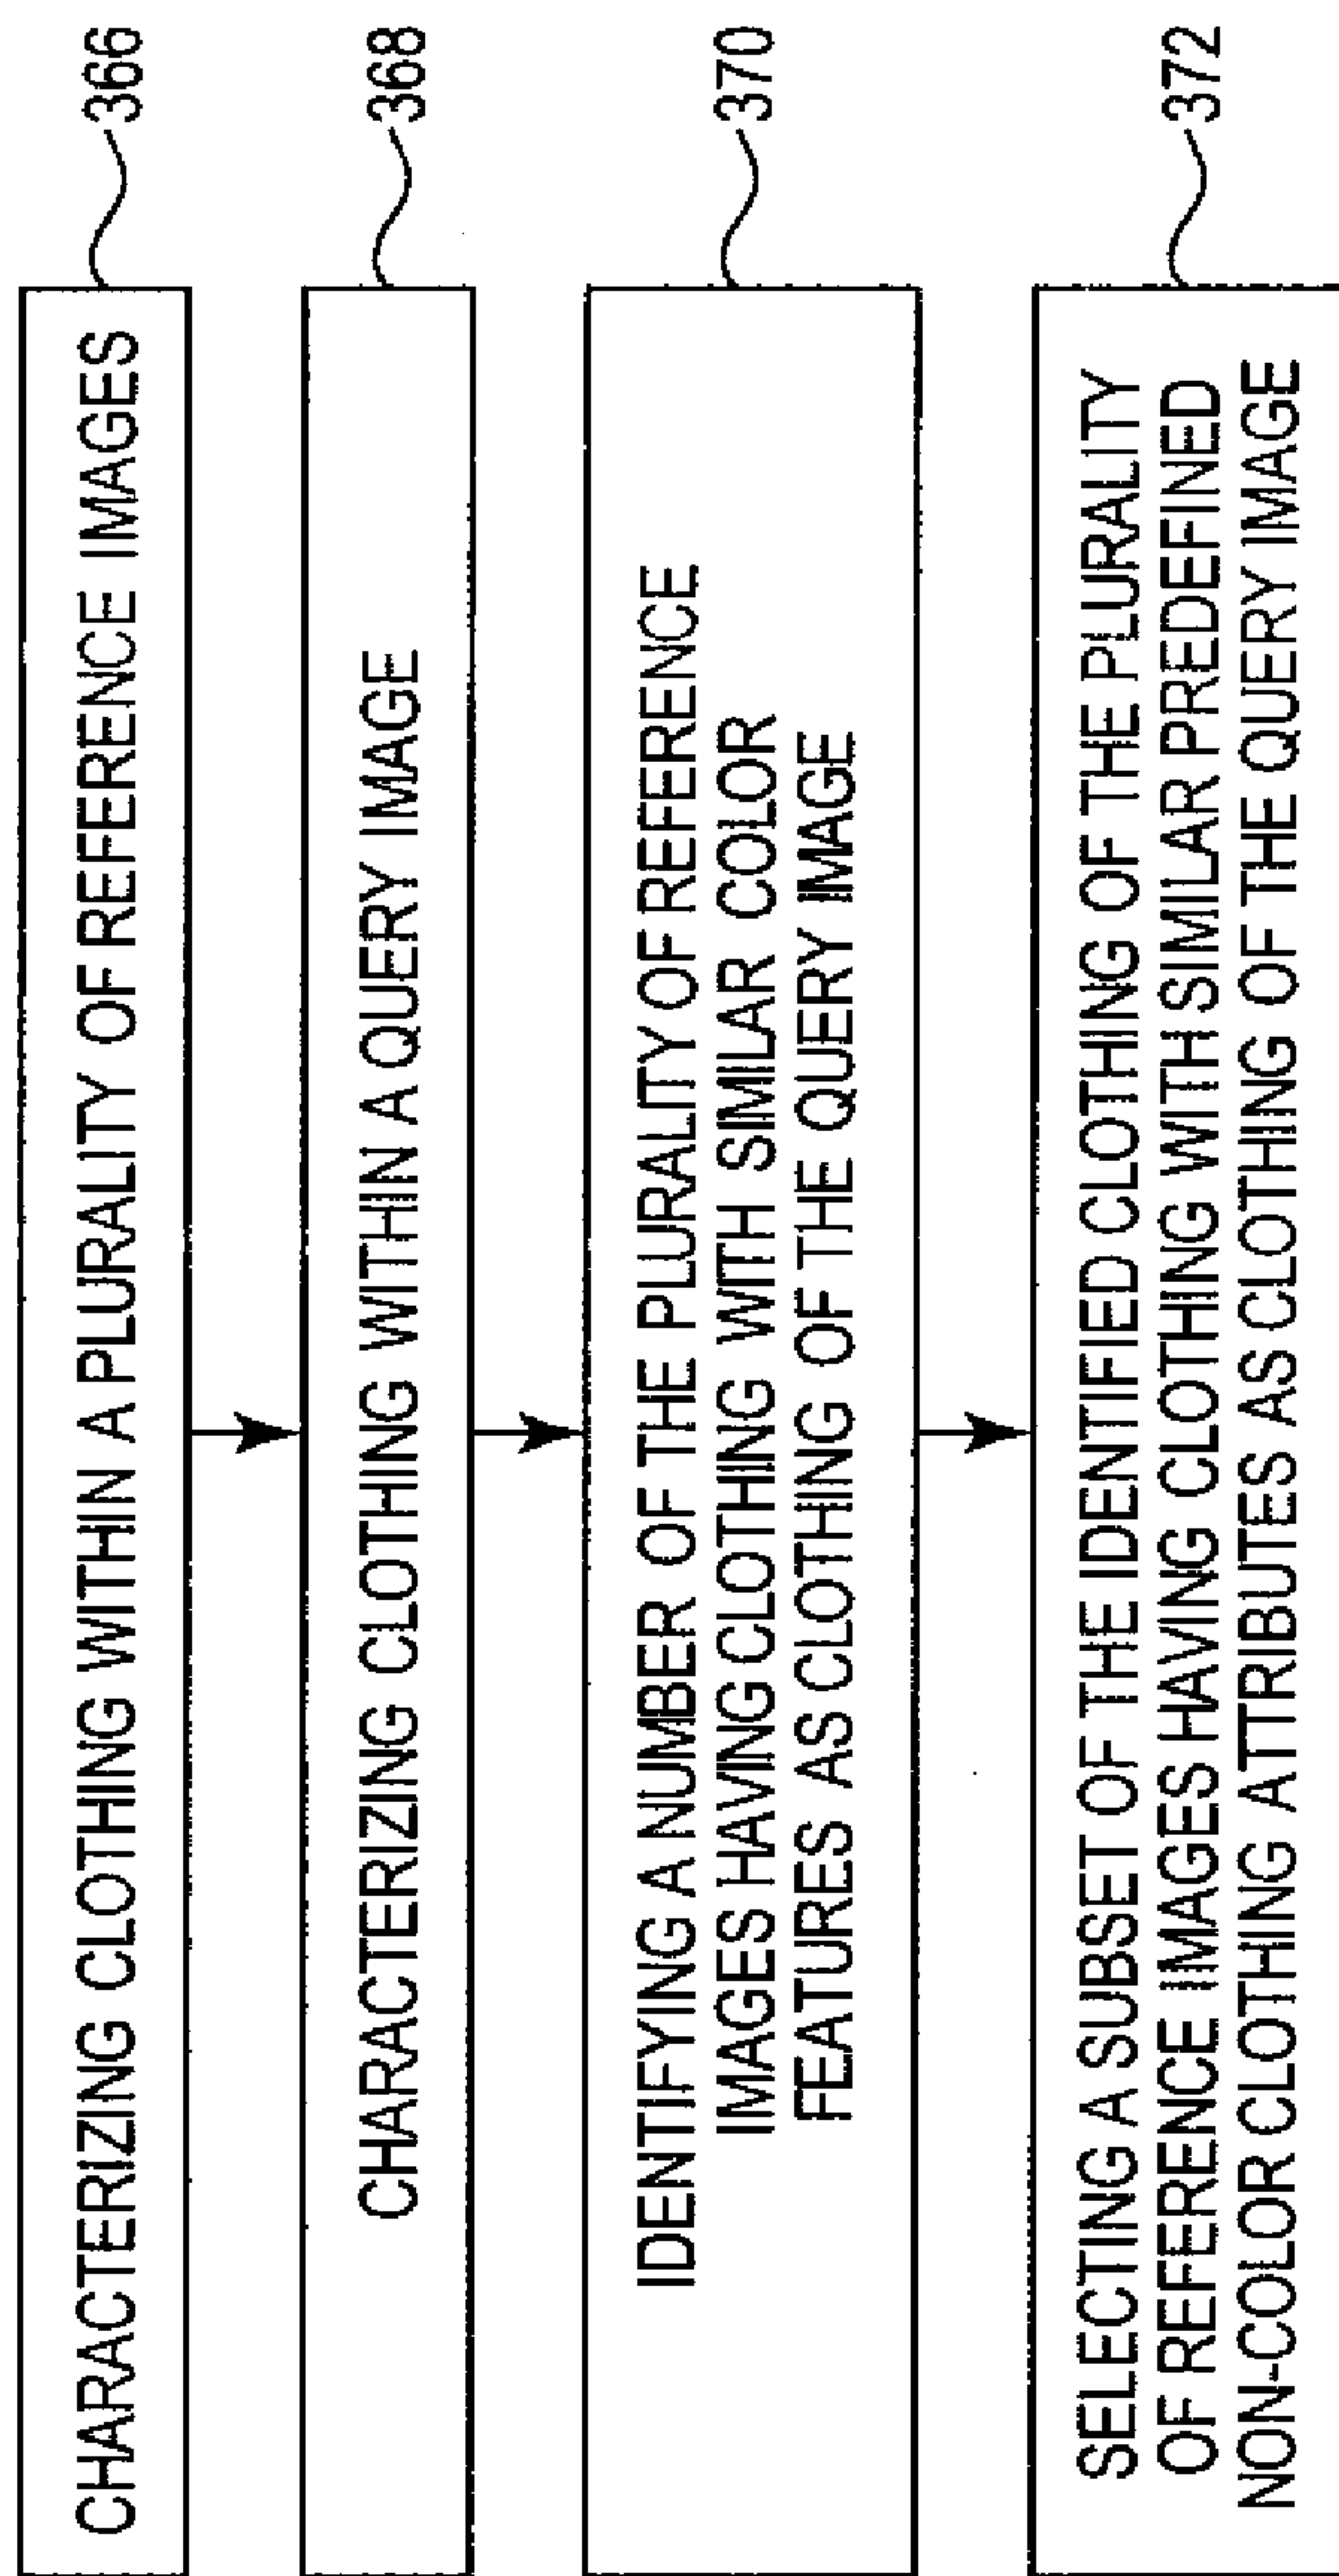 CHARACTERIZING CLOTHING WITHIN A PLURALITY OF REFERENCE IMAGES
366
CHARACTERIZING CLOTHING WITHIN A QUERY IMAGE
368
IDENTIFYING A NUMBER OF THE PLURALITY OF REFERENCE
IMAGES HAVING CLOTHING WITH SIMILAR COLOR
FEATURES AS CLOTHING OF THE QUERY IMAGE
370
SELECTING A SUBSET OF THE IDENTIFIED CLOTHING OF THE PLURALITY
OF REFERENCE IMAGES HAVING CLOTHING WITH SIMILAR PREDEFINED
NON-COLOR CLOTHING ATTRIBUTES AS CLOTHING OF THE QUERY IMAGE
372